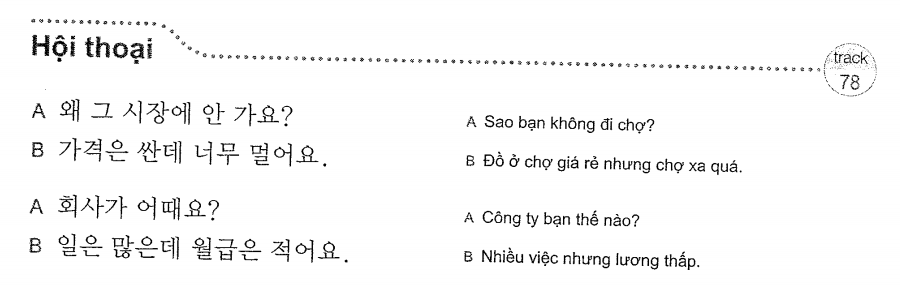 Hội thoại
track
78
A 왜 그 시장에 안 가요?
B 가격은 싼데 너무 멀어요.
A 회사가 어때요?
B 일은 많은데 월급은 적어요.
A Sao bạn không đi chợ?
B Đồ ở chợ giá rẻ nhưng chợ xa quá.
A Công ty bạn thế nào?
B Nhiều việc nhưng lương thấp.